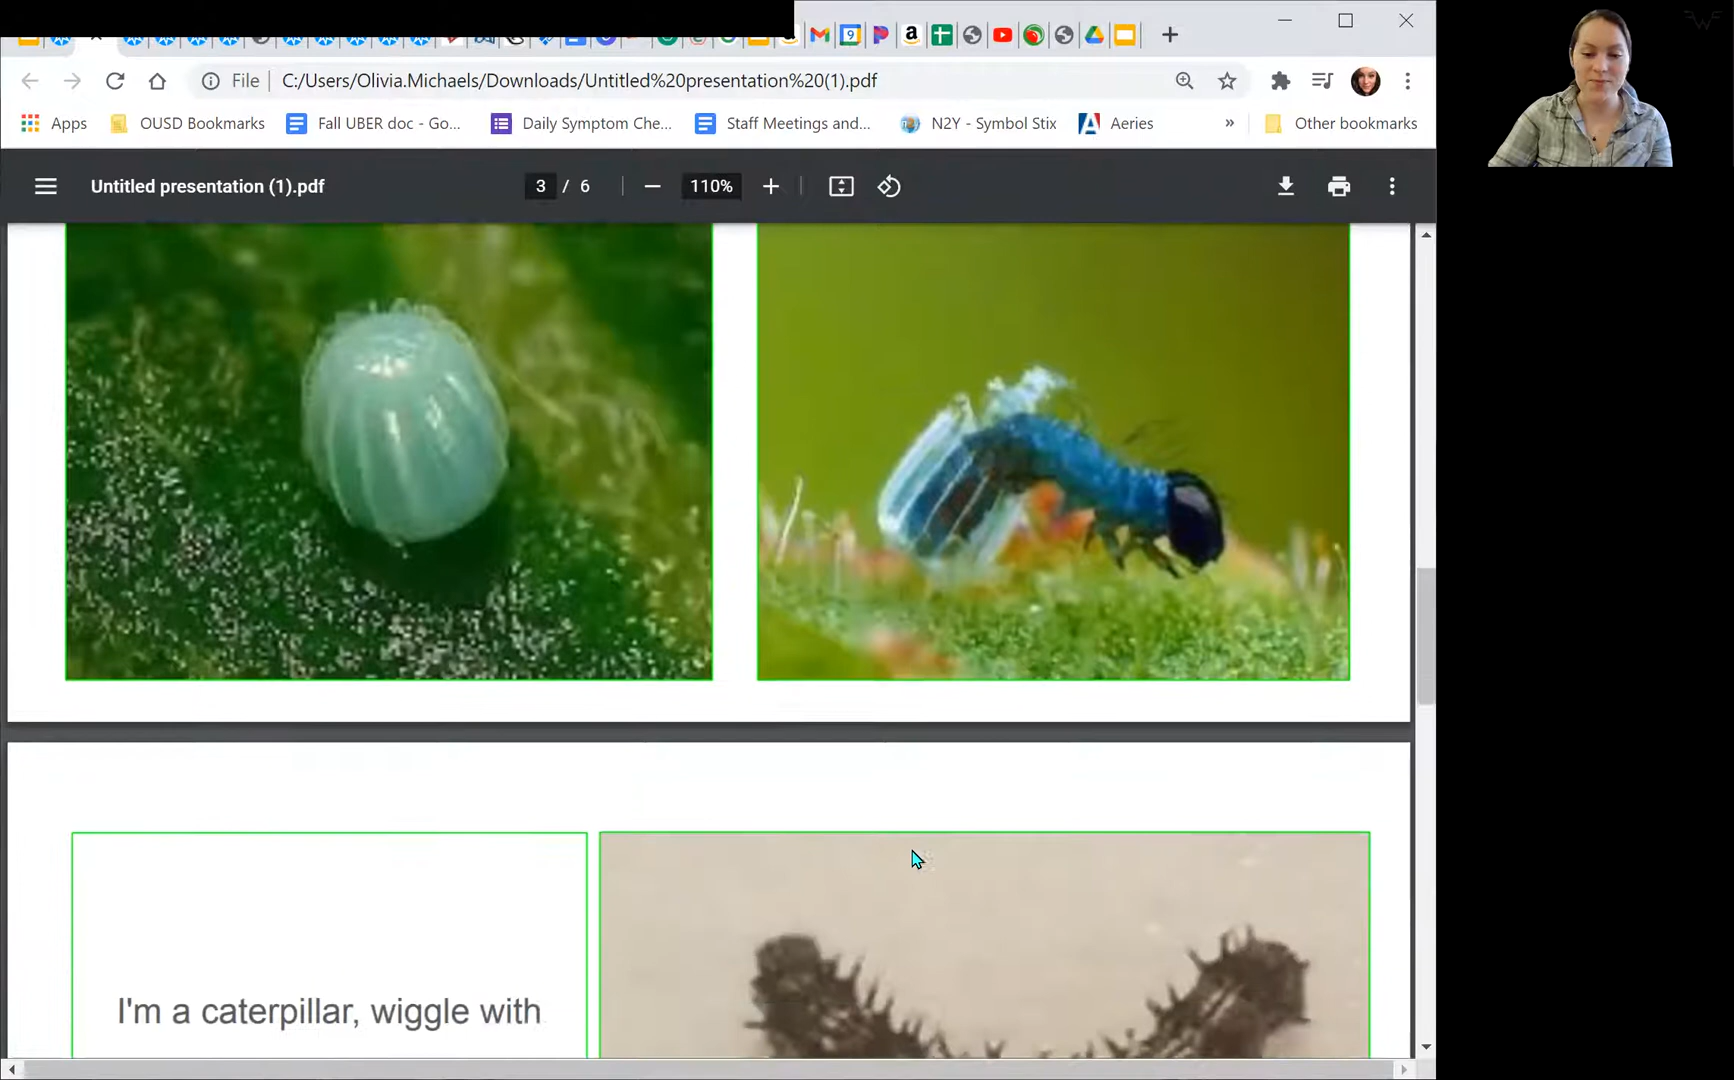 File
C:/Users/Olivia.Michaels/Downloads/Untitled%20presentation%20(1).pdf
Apps
OUSD Bookmarks
Fall UBER doc - Go...
Daily Symptom Che...
Staff Meetings and...
N2Y - Symbol Stix
Aeries
»
Other bookmarks
Untitled presentation (1).pdf
3 / 6
110%
I'm a caterpillar, wiggle with